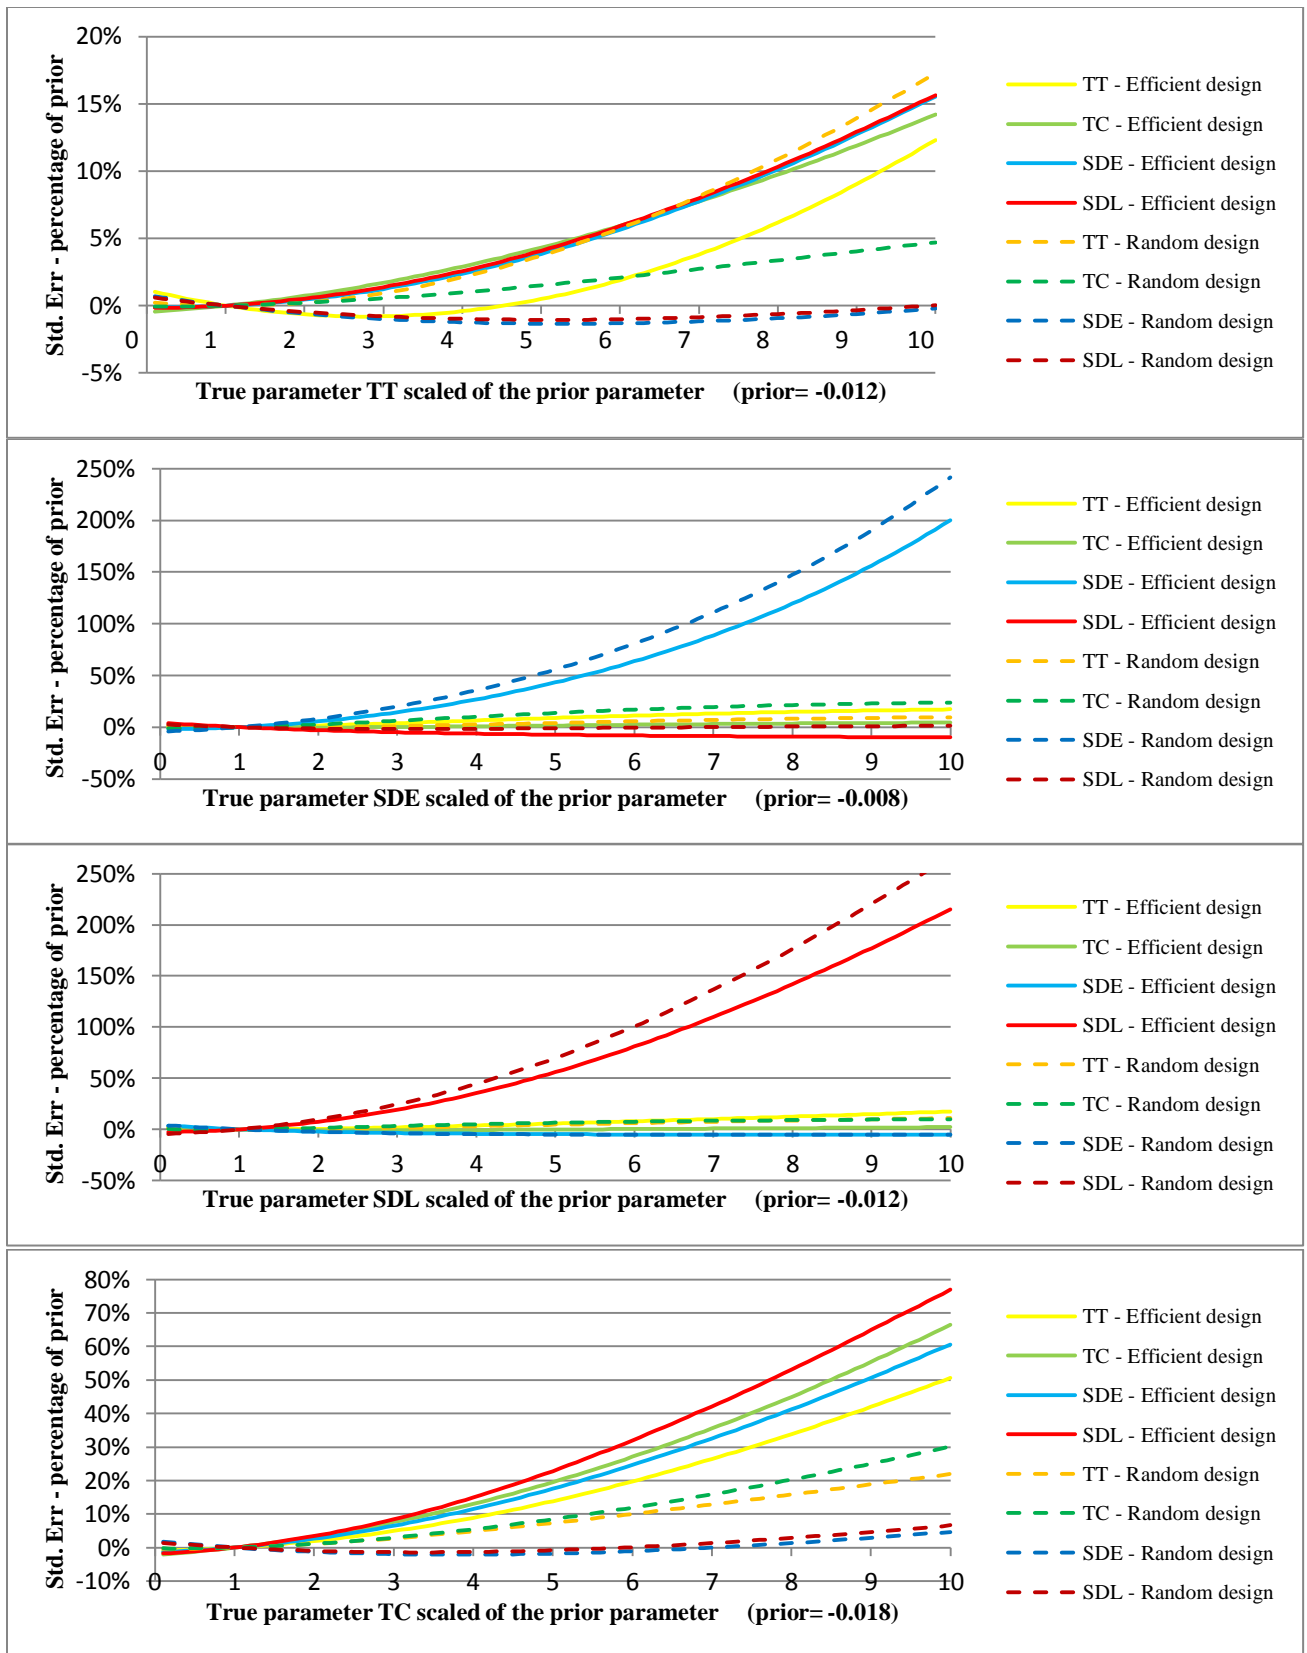 20%
15%
10%
5%
0%
-5%
0 1 2 3 4 5 6 7 8 9 10
Std. Err - percentage of prior
True parameter TT scaled of the prior parameter (prior= -0.012)
TT - Efficient design
TC - Efficient design
SDE - Efficient design
SDL - Efficient design
TT - Random design
TC - Random design
SDE - Random design
SDL - Random design
250%
200%
150%
100%
50%
0%
-50%
0 1 2 3 4 5 6 7 8 9 10
Std. Err - percentage of prior
True parameter SDE scaled of the prior parameter (prior= -0.008)
TT - Efficient design
TC - Efficient design
SDE - Efficient design
SDL - Efficient design
TT - Random design
TC - Random design
SDE - Random design
SDL - Random design
250%
200%
150%
100%
50%
0%
-50%
0 1 2 3 4 5 6 7 8 9 10
Std. Err - percentage of prior
True parameter SDL scaled of the prior parameter (prior= -0.012)
TT - Efficient design
TC - Efficient design
SDE - Efficient design
SDL - Efficient design
TT - Random design
TC - Random design
SDE - Random design
SDL - Random design
80%
70%
60%
50%
40%
30%
20%
10%
0%
-10%
0 1 2 3 4 5 6 7 8 9 10
Std. Err - percentage of prior
True parameter TC scaled of the prior parameter (prior= -0.018)
TT - Efficient design
TC - Efficient design
SDE - Efficient design
SDL - Efficient design
TT - Random design
TC - Random design
SDE - Random design
SDL - Random design